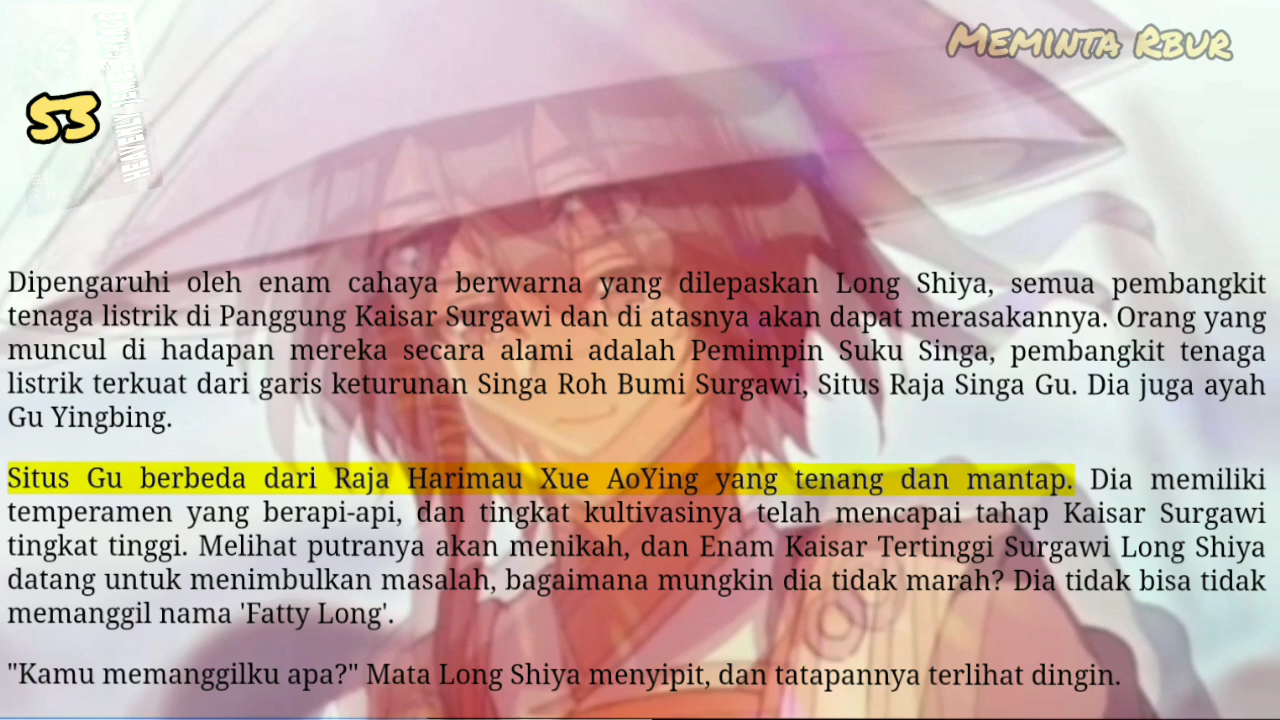 Meminta Rbur
53
Dipengaruhi oleh enam cahaya berwarna yang dilepaskan Long Shiya, semua pembangkit
tenaga listrik di Panggung Kaisar Surgawi dan di atasnya akan dapat merasakannya. Orang yang
muncul di hadapan mereka secara alami adalah Pemimpin Suku Singa, pembangkit tenaga
listrik terkuat dari garis keturunan Singa Roh Bumi Surgawi, Situs Raja Singa Gu. Dia juga ayah
Gu Yingbing.
Situs Gu berbeda dari Raja Harimau Xue AoYing yang tenang dan mantap. Dia memiliki
temperamen yang berapi-api, dan tingkat kultivasinya telah mencapai tahap Kaisar Surgawi
tingkat tinggi. Melihat putranya akan menikah, dan Enam Kaisar Tertinggi Surgawi Long Shiya
datang untuk menimbulkan masalah, bagaimana mungkin dia tidak marah? Dia tidak bisa tidak
memanggil nama 'Fatty Long'.
"Kamu memanggilku apa?" Mata Long Shiya menyipit, dan tatapannya terlihat dingin.